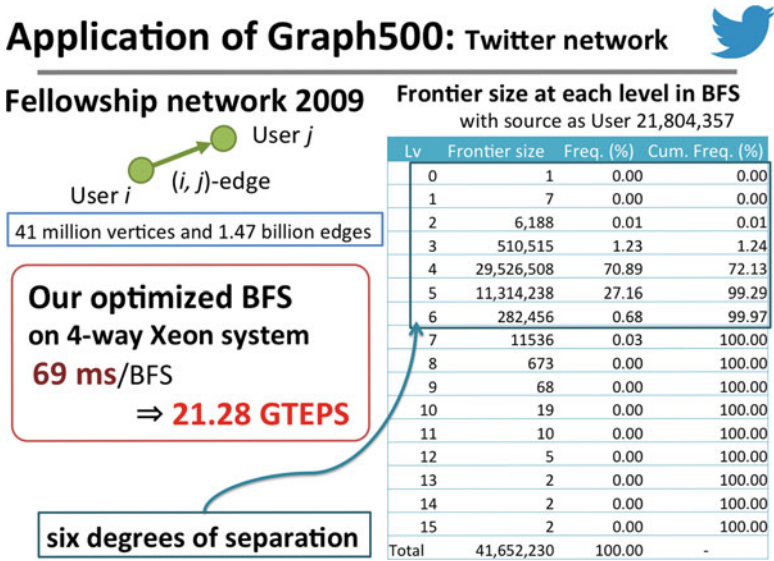 Application of Graph500: Twitter network
Fellowship network 2009
User j
User i
(i, j)-edge
41 million vertices and 1.47 billion edges
Our optimized BFS
on 4-way Xeon system
69 ms/BFS
⇒ 21.28 GTEPS
six degrees of separation
Frontier size at each level in BFS
with source as User 21,804,357
Lv Frontier size Freq. (%) Cum. Freq. (%)
0 1 0.00 0.00
1 7 0.00 0.00
2 6,188 0.01 0.01
3 510,515 1.23 1.24
4 29,526,508 70.89 72.13
5 11,314,238 27.16 99.29
6 282,456 0.68 99.97
7 11536 0.03 100.00
8 673 0.00 100.00
9 68 0.00 100.00
10 19 0.00 100.00
11 10 0.00 100.00
12 5 0.00 100.00
13 2 0.00 100.00
14 2 0.00 100.00
15 2 0.00 100.00
Total 41,652,230 100.00 -